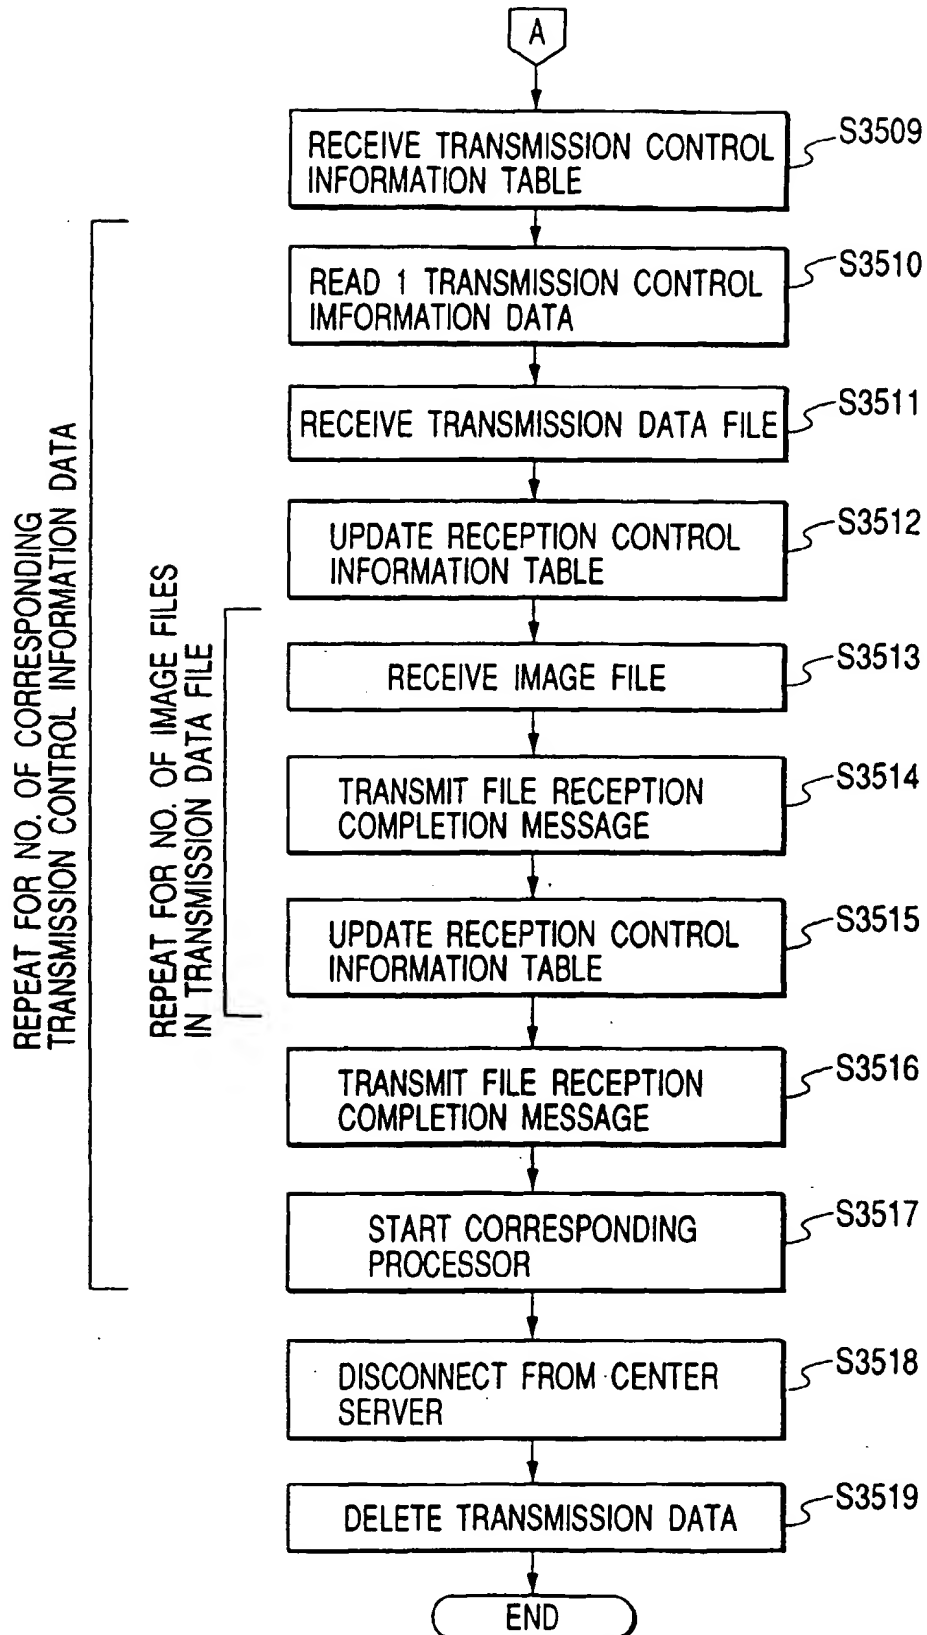 A
RECEIVE TRANSMISSION CONTROL
INFORMATION TABLE
S3509
READ 1 TRANSMISSION CONTROL
IMFORMATION DATA
S3510
RECEIVE TRANSMISSION DATA FILE
S3511
UPDATE RECEPTION CONTROL
INFORMATION TABLE
S3512
RECEIVE IMAGE FILE
S3513
TRANSMIT FILE RECEPTION
COMPLETION MESSAGE
S3514
UPDATE RECEPTION CONTROL
INFORMATION TABLE
S3515
TRANSMIT FILE RECEPTION
COMPLETION MESSAGE
S3516
START CORRESPONDING
PROCESSOR
S3517
DISCONNECT FROM CENTER
SERVER
S3518
DELETE TRANSMISSION DATA
S3519
END
REPEAT FOR NO. OF CORRESPONDING
TRANSMISSION CONTROL INFORMATION DATA
REPEAT FOR NO. OF IMAGE FILES
IN TRANSMISSION DATA FILE